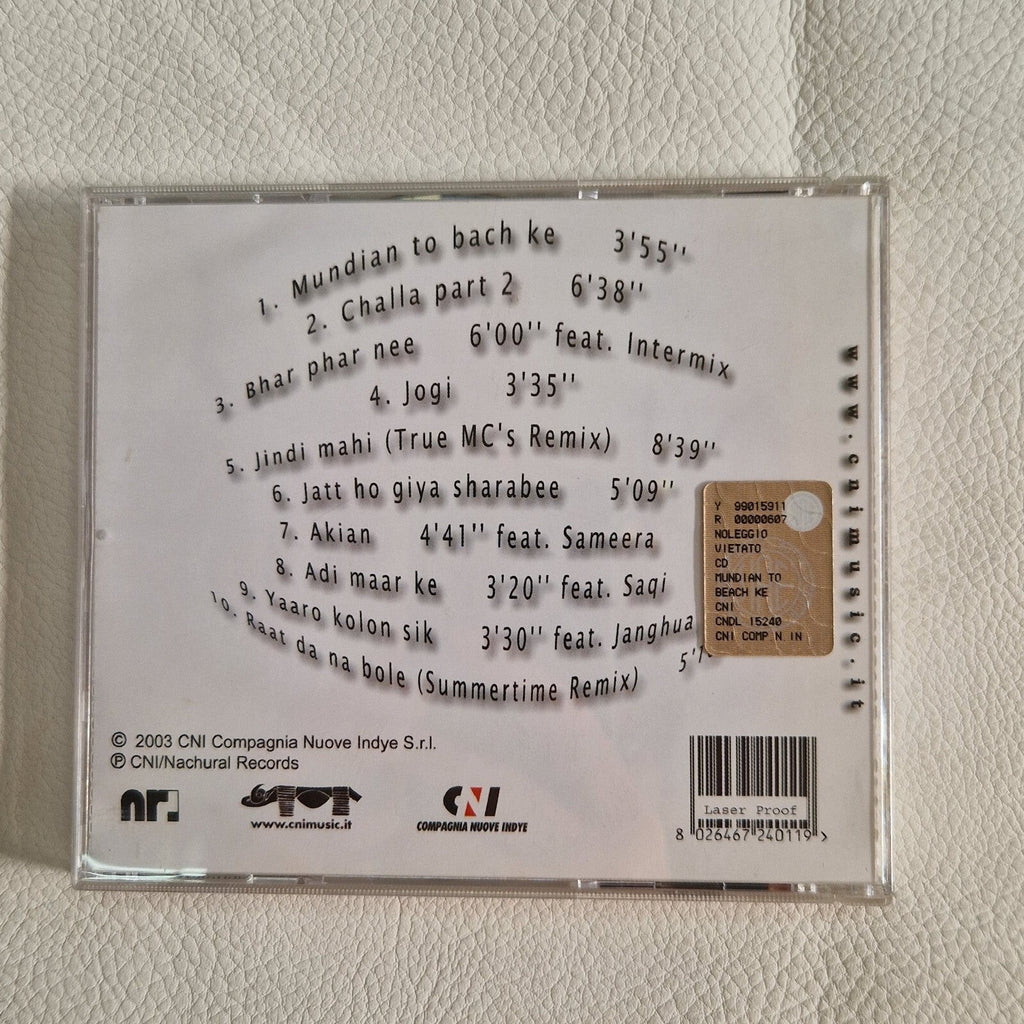 1. Mundian to bach ke 3'55''
2. Challa part 2 6'38''
3. Bhar phar nee 6'00'' feat. Intermix
4. Jogi 3'35''
5. Jindi mahi (True MC's Remix) 8'39''
6. Jatt ho giya sharabee 5'09''
7. Akian 4'41'' feat. Sameera
8. Adi maar ke 3'20'' feat. Saqi
9. Yaaro kolon sik 3'30'' feat. Janghua
10. Raat da na bole (Summertime Remix)
www.cnimusic.it
Y 99015911
R 00000607
NOLEGGIO
VIETATO
CD
MUNDIAN TO
BEACH KE
CNI
CNDL 15240
CNI COMP N.IN
© 2003 CNI Compagnia Nuove Indye S.r.l.
℗ CNI/Nachural Records
nr
www.cnimusic.it
CNI
COMPAGNIA NUOVE INDYE
Laser Proof
8 026467 240119 >